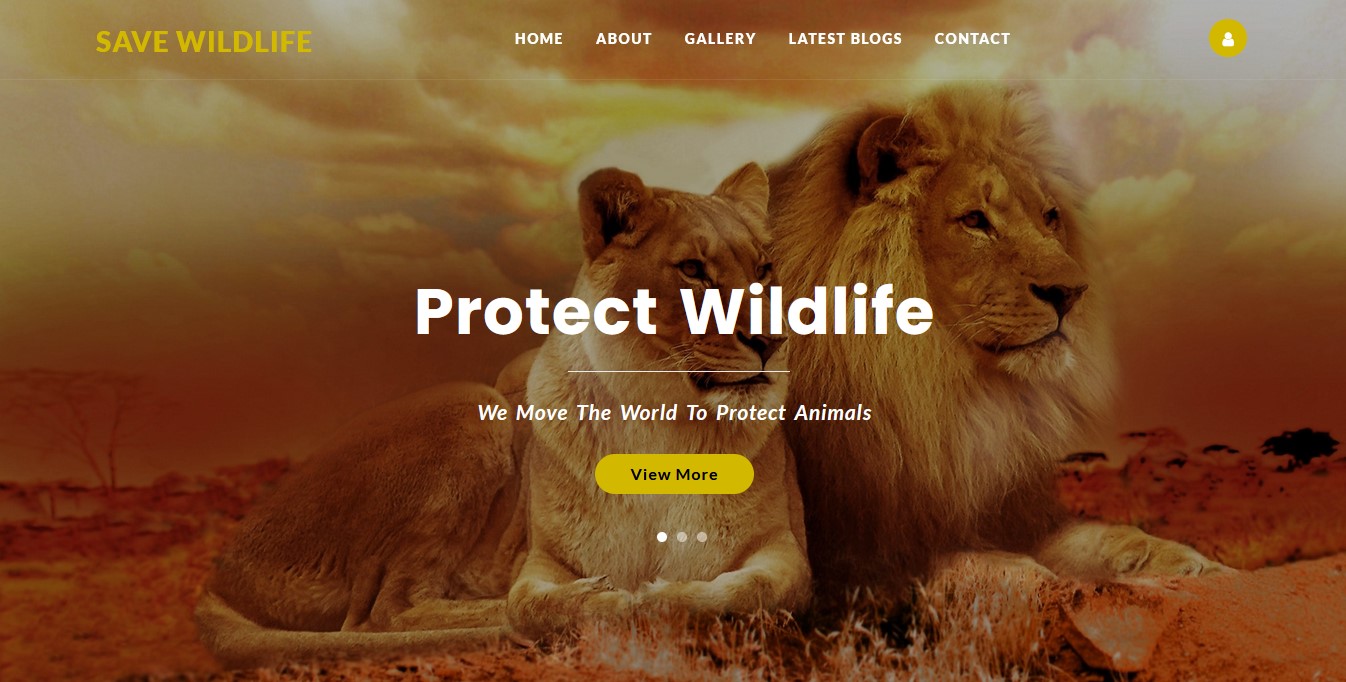 SAVE WILDLIFE
HOME ABOUT GALLERY LATEST BLOGS CONTACT
Protect Wildlife
We Move The World To Protect Animals
View More